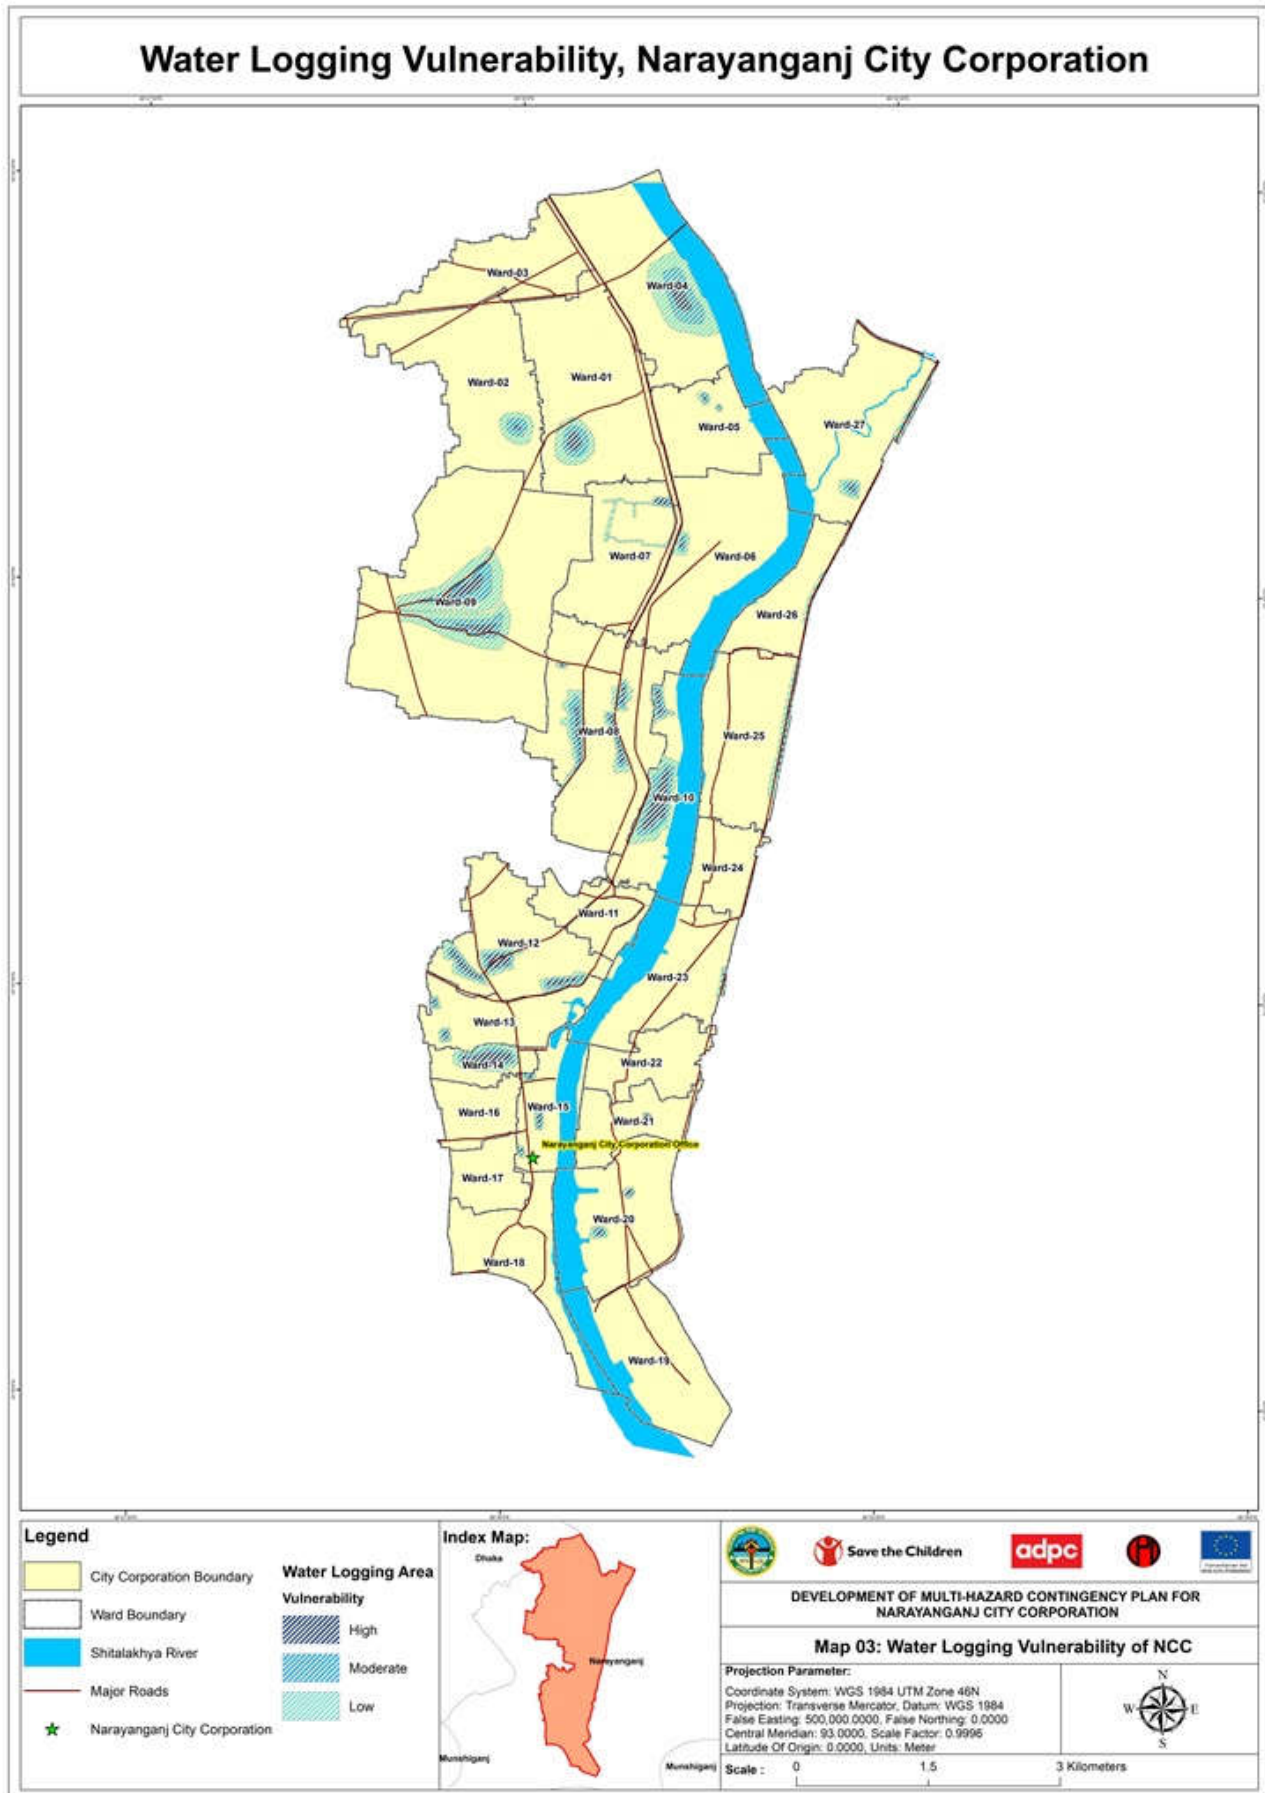 Water Logging Vulnerability, Narayanganj City Corporation
Ward-03
Ward-04
Ward-02
Ward-01
Ward-05
Ward-27
Ward-07
Ward-06
Ward-09
Ward-26
Ward-08
Ward-25
Ward-10
Ward-24
Ward-11
Ward-12
Ward-23
Ward-13
Ward-14
Ward-22
Ward-16
Ward-15
Ward-21
Narayanganj City Corporation Office
Ward-17
Ward-20
Ward-18
Ward-19
Legend
City Corporation Boundary
Ward Boundary
Shitalakhya River
Major Roads
Narayanganj City Corporation
Water Logging Area
Vulnerability
High
Moderate
Low
Index Map:
Dhaka
Narayanganj
Munshiganj
Munshiganj
Save the Children
adpc
DEVELOPMENT OF MULTI-HAZARD CONTINGENCY PLAN FOR
NARAYANGANJ CITY CORPORATION
Map 03: Water Logging Vulnerability of NCC
Projection Parameter:
Coordinate System: WGS 1984 UTM Zone 46N
Projection: Transverse Mercator, Datum: WGS 1984
False Easting: 500,000.0000, False Northing: 0.0000
Central Meridian: 93.0000, Scale Factor: 0.9996
Latitude Of Origin: 0.0000, Units: Meter
N
W E
S
Scale : 0 1.5 3 Kilometers